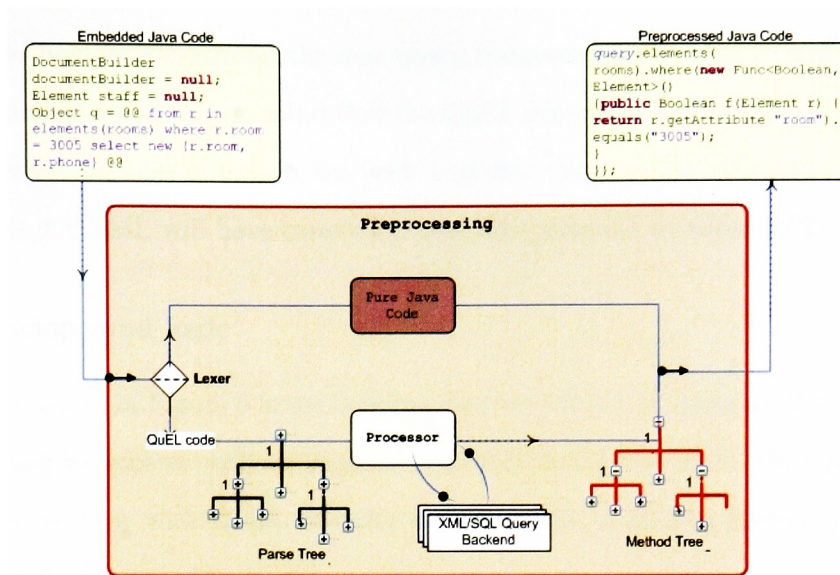 Embedded Java Code
DocumentBuilder
documentBuilder = null;
Element staff = null;
Object q = @@ from r in
elements(rooms) where r.room
= 3005 select new {r.room,
r.phone} @@
Preprocessed Java Code
query.elements(
rooms).where(new Func<Boolean,
Element>()
{public Boolean f(Element r) {
return r.getAttribute "room").
equals("3005");
}
});
Preprocessing
Pure Java
Code
Lexer
QuEL code
Processor
1
1
1
Parse Tree
XML/SQL Query
Backend
1
1
1
Method Tree